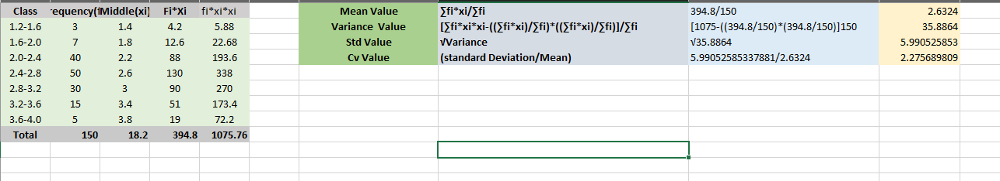 Class requency(f Middle(xi) Fi*Xi fi*xi*xi Mean Value ∑fi*xi/∑fi 394.8/150 2.6324
1.2-1.6 3 1.4 4.2 5.88 Variance Value [∑fi*xi*xi-((∑fi*xi)/∑fi)*((∑fi*xi)/∑fi)]/∑fi [1075-((394.8/150)*(394.8/150)]150 35.8864
1.6-2.0 7 1.8 12.6 22.68 Std Value √Variance √35.8864 5.990525853
2.0-2.4 40 2.2 88 193.6 Cv Value (standard Deviation/Mean) 5.99052585337881/2.6324 2.275689809
2.4-2.8 50 2.6 130 338
2.8-3.2 30 3 90 270
3.2-3.6 15 3.4 51 173.4
3.6-4.0 5 3.8 19 72.2
Total 150 18.2 394.8 1075.76